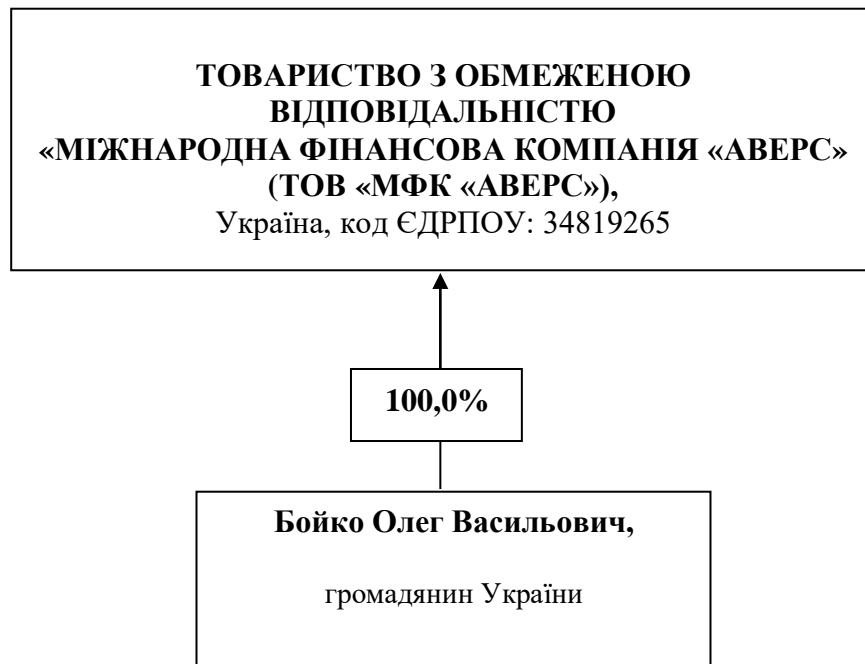 ТОВАРИСТВО З ОБМЕЖЕНОЮ
ВІДПОВІДАЛЬНІСТЮ
«МІЖНАРОДНА ФІНАНСОВА КОМПАНІЯ «АВЕРС»
(ТОВ «МФК «АВЕРС»),
Україна, код ЄДРПОУ: 34819265
100,0%
Бойко Олег Васильович,
громадянин України